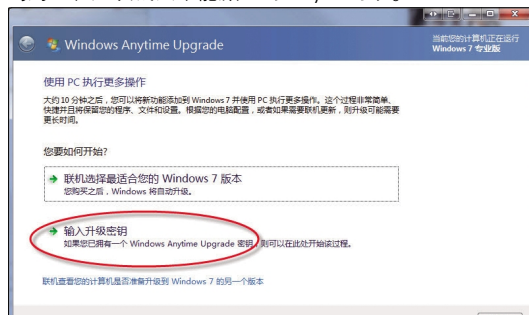 Windows Anytime Upgrade
当前您的计算机正在运行
Windows 7 专业版
使用 PC 执行更多操作
大约 10 分钟之后，您可以将新功能添加到 Windows 7 并使用 PC 执行更多操作。这个过程非常简单、
快捷并且将保留您的程序、文件和设置。根据您的电脑配置，或者如果需要联机更新，则升级可能需要
更长时间。
您要如何开始?
联机选择最适合您的 Windows 7 版本
您购买之后，Windows 将自动升级。
输入升级密钥
如果您已拥有一个 Windows Anytime Upgrade 密钥，则可以在此处开始该过程。
联机查看您的计算机是否准备升级到 Windows 7 的另一个版本